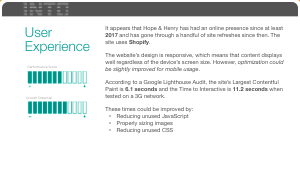 INTO
User
Experience
It appears that Hope & Henry has had an online presence since at least
2017 and has gone through a handful of site refreshes since then. The
site uses Shopify.
The website's design is responsive, which means that content displays
well regardless of the device's screen size. However, optimization could
be slightly improved for mobile usage.
According to a Google Lighthouse Audit, the site's Largest Contentful
Paint is 6.1 seconds and the Time to Interactive is 11.2 seconds when
tested on a 3G network.
These times could be improved by:
• Reducing unused JavaScript
• Properly sizing images
• Reducing unused CSS